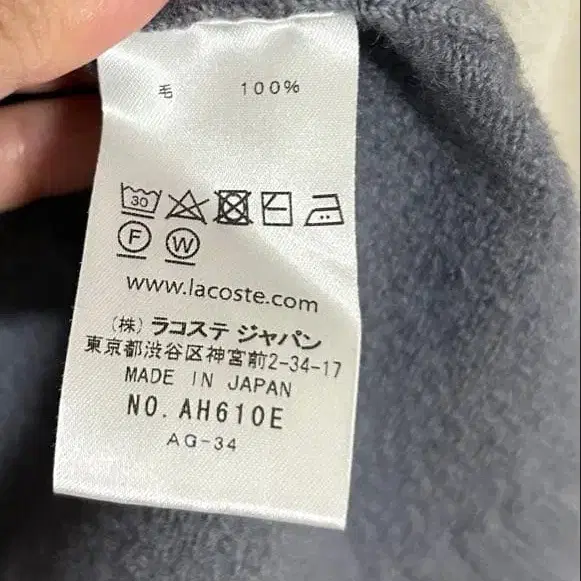 毛 100%
30
F W
www.lacoste.com
(株) ラコステ ジャパン
東京都渋谷区神宮前2-34-17
MADE IN JAPAN
NO. AH610E
AG-34